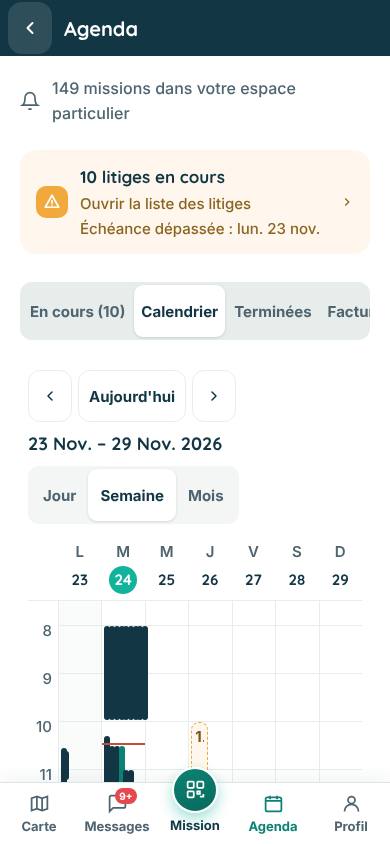 Agenda
149 missions dans votre espace
particulier
10 litiges en cours
Ouvrir la liste des litiges
Échéance dépassée : lun. 23 nov.
En cours (10) Calendrier Terminées Factu
Aujourd'hui
23 Nov. – 29 Nov. 2026
Jour Semaine Mois
L M M J V S D
23 24 25 26 27 28 29
8
9
10
1.
11
9+
Carte Messages Mission Agenda Profil